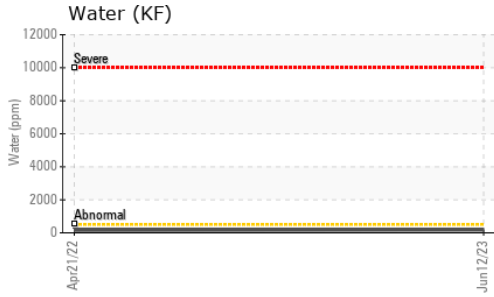 Water (KF)
12000
Severe
10000
8000
6000
4000
2000
Abnormal
0
Water (ppm)
Apr21/22
Jun12/23